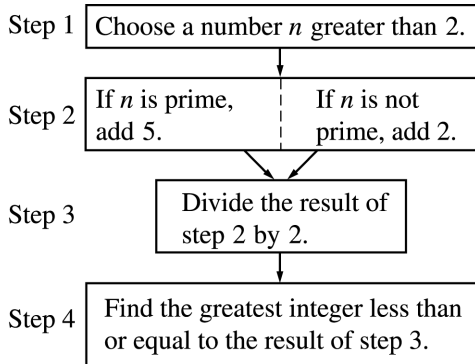 Step 1
Choose a number n greater than 2.
Step 2
If n is prime,
add 5.
If n is not
prime, add 2.
Step 3
Divide the result of
step 2 by 2.
Step 4
Find the greatest integer less than
or equal to the result of step 3.